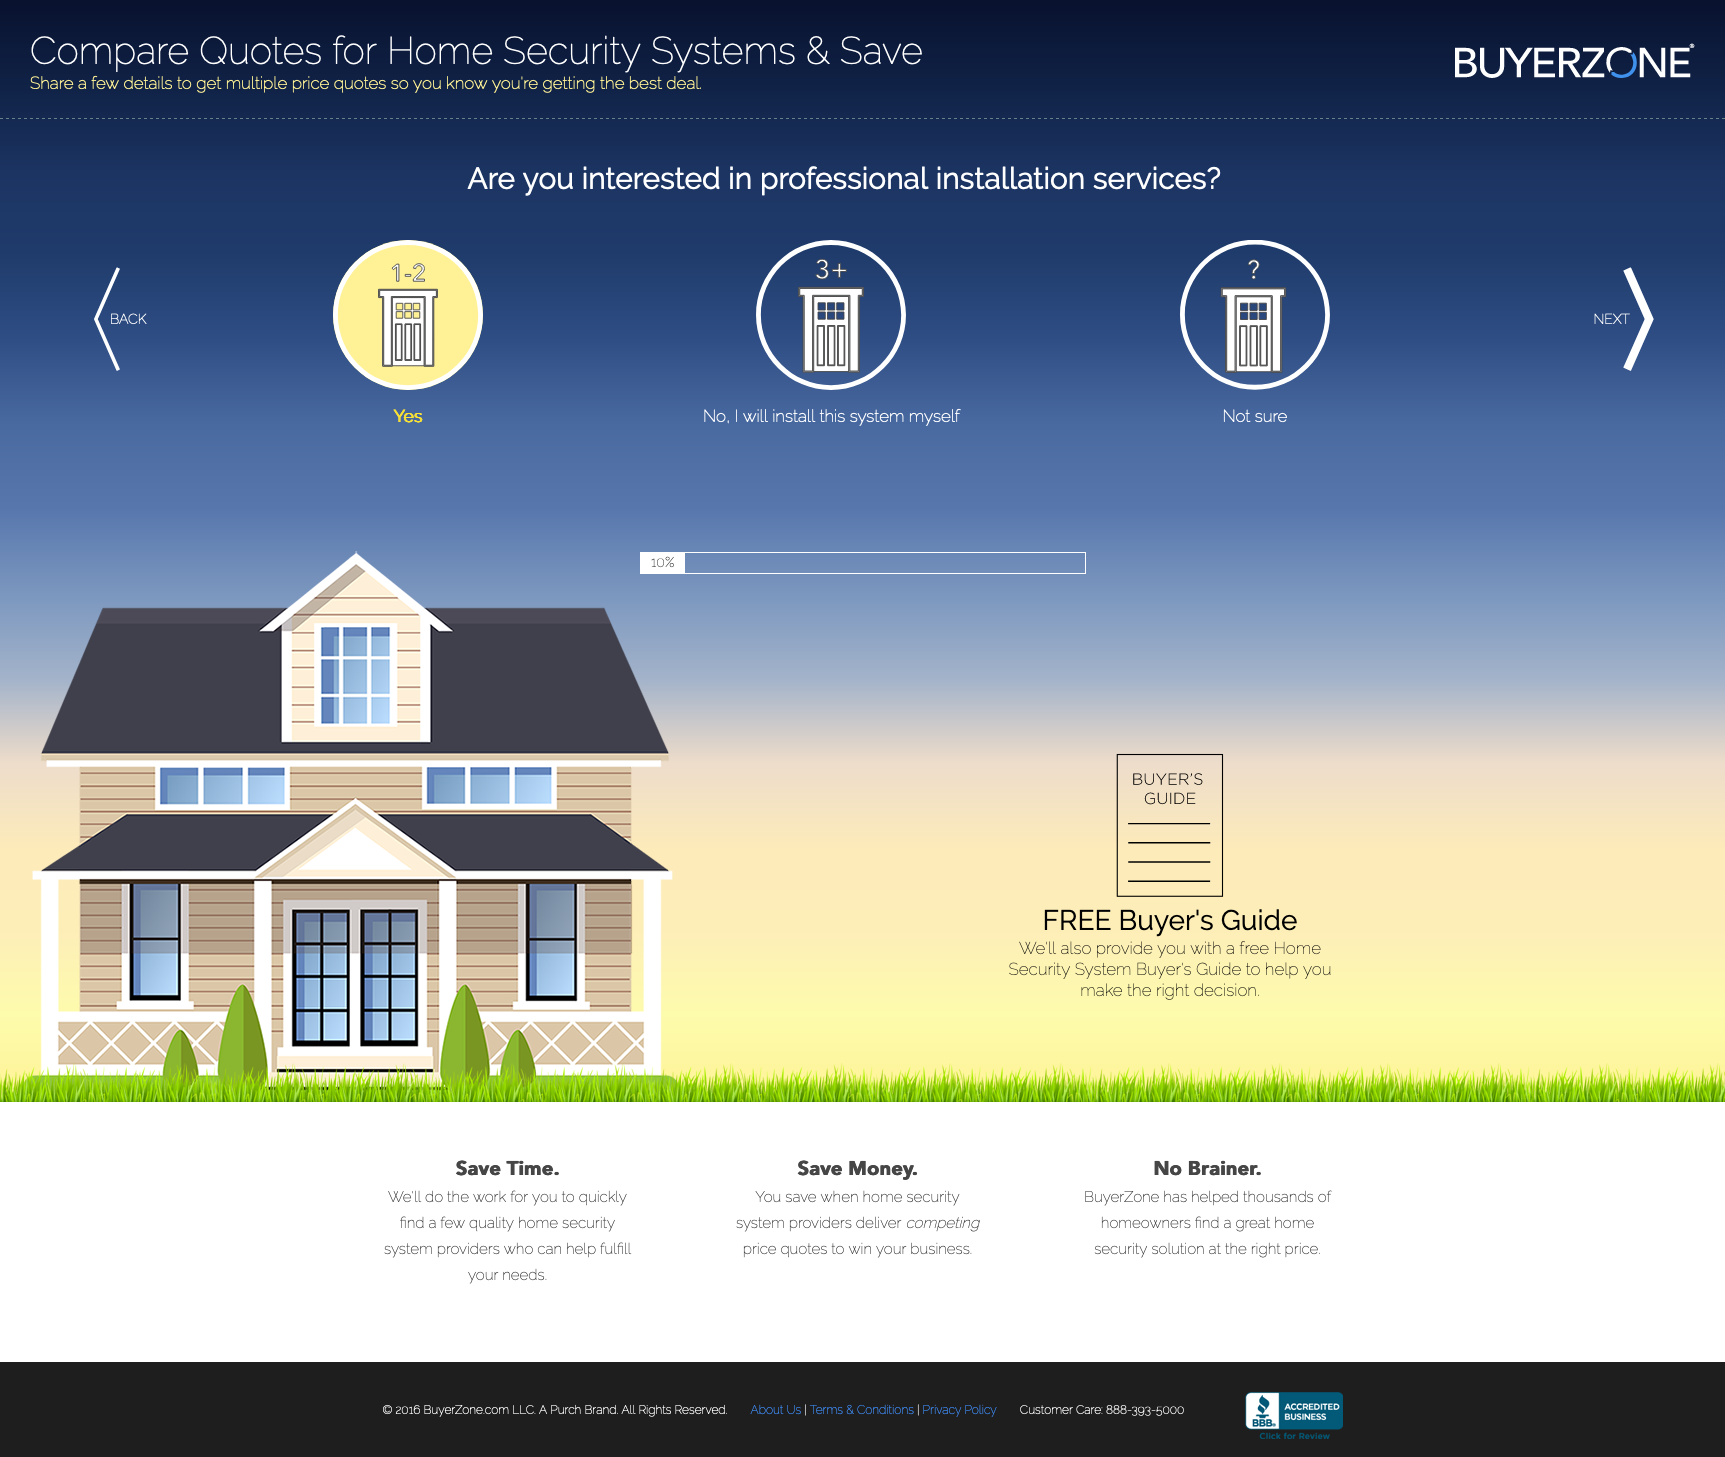 Compare Quotes for Home Security Systems & Save
Share a few details to get multiple price quotes so you know you're getting the best deal.
BUYERZONE®
Are you interested in professional installation services?
BACK
1-2
3+
?
NEXT
Yes
No, I will install this system myself
Not sure
10%
BUYER'S
GUIDE
FREE Buyer's Guide
We'll also provide you with a free Home
Security System Buyer's Guide to help you
make the right decision.
Save Time.
We'll do the work for you to quickly
find a few quality home security
system providers who can help fulfill
your needs.
Save Money.
You save when home security
system providers deliver competing
price quotes to win your business.
No Brainer.
BuyerZone has helped thousands of
homeowners find a great home
security solution at the right price.
© 2016 BuyerZone.com LLC. A Purch Brand. All Rights Reserved.
About Us | Terms & Conditions | Privacy Policy
Customer Care: 888-393-5000
BBB.
ACCREDITED
BUSINESS
Click for Review